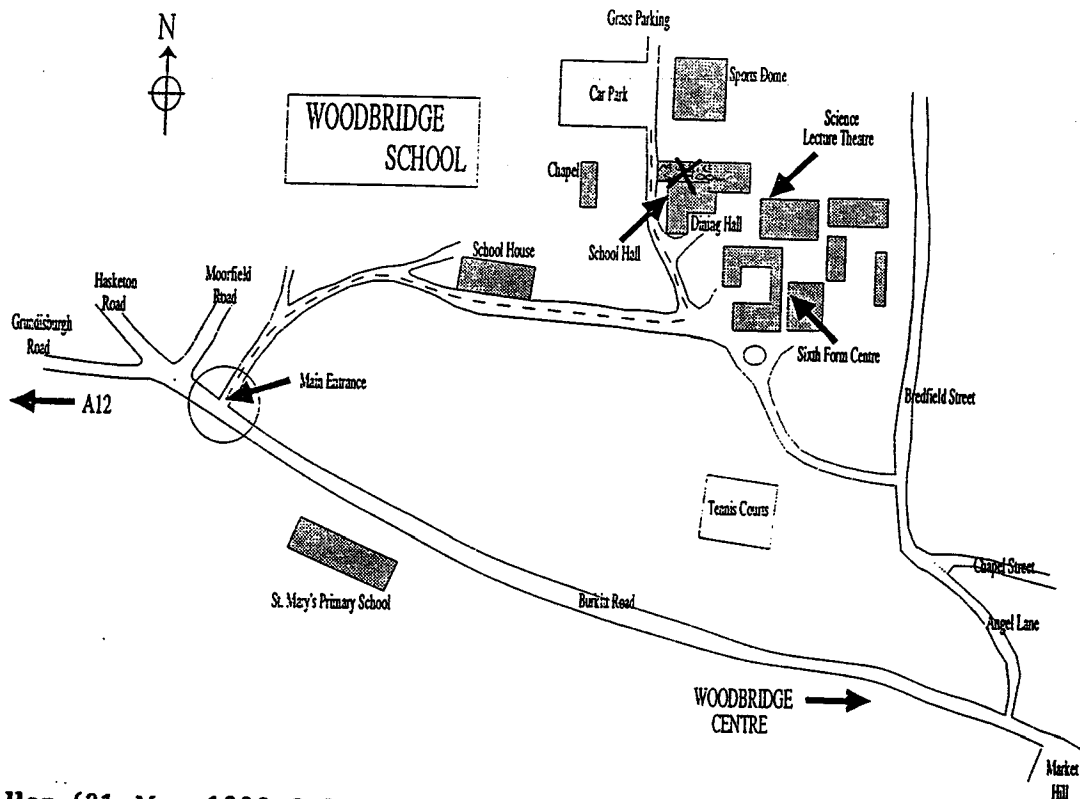 Grass Parking
N
Sports Dome
Car Park
Science
Lecture Theatre
WOODBRIDGE
SCHOOL
Chapel
Dining Hall
School Hall
School House
Hasketon
Road
Moorfield
Road
Grundisburgh
Road
Sixth Form Centre
Main Entrance
A12
Bredfield Street
Tennis Courts
Chapel Street
St. Mary's Primary School
Burkitt Road
Angel Lane
WOODBRIDGE
CENTRE
Market
Hill